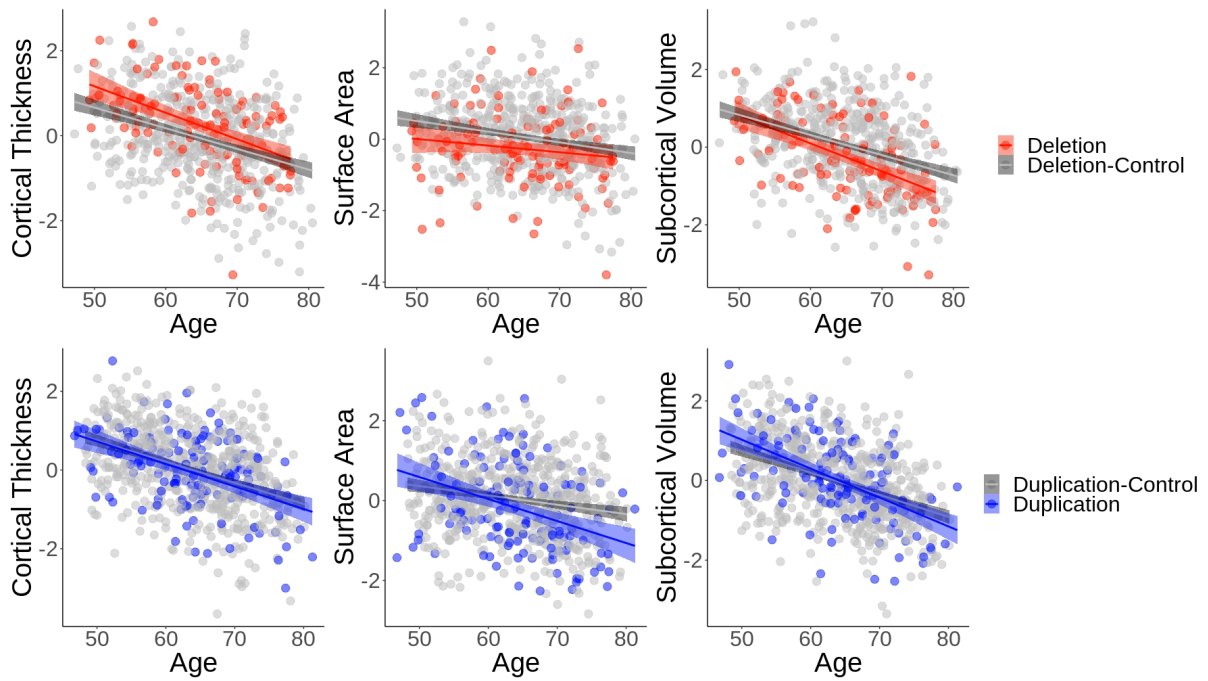 Cortical Thickness
2
0
-2
50 60 70 80
Age
Surface Area
2
0
-2
-4
50 60 70 80
Age
Subcortical Volume
2
0
-2
50 60 70 80
Age
Deletion
Deletion-Control
Cortical Thickness
2
0
-2
50 60 70 80
Age
Surface Area
2
0
-2
50 60 70 80
Age
Subcortical Volume
2
0
-2
50 60 70 80
Age
Duplication-Control
Duplication